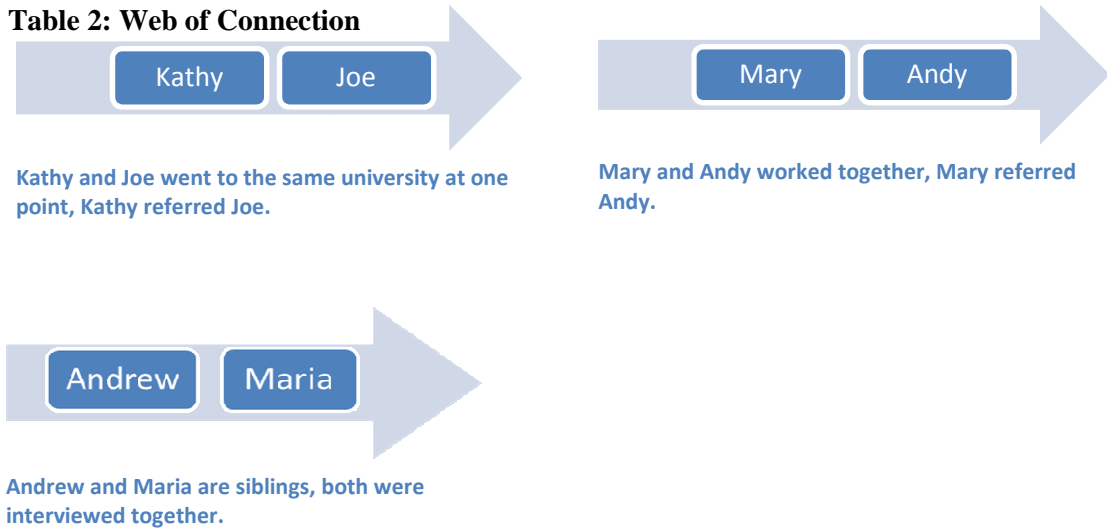 Table 2: Web of Connection
Kathy Joe
Kathy and Joe went to the same university at one
point, Kathy referred Joe.
Mary Andy
Mary and Andy worked together, Mary referred
Andy.
Andrew Maria
Andrew and Maria are siblings, both were
interviewed together.